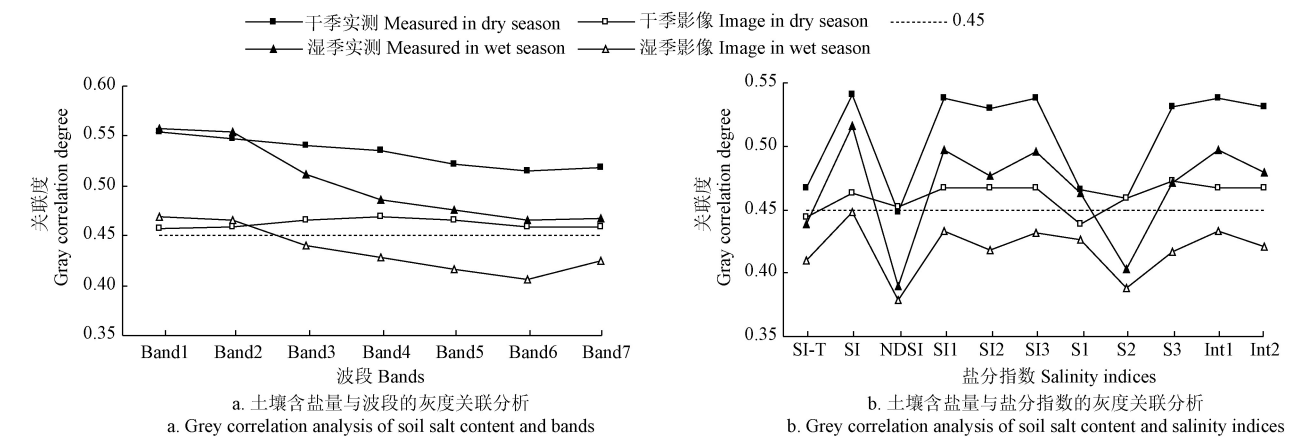 干季实测 Measured in dry season 干季影像 Image in dry season 0.45
湿季实测 Measured in wet season 湿季影像 Image in wet season
0.60
0.55
0.50
0.45
0.40
0.35
关联度
Gray correlation degree
Band1 Band2 Band3 Band4 Band5 Band6 Band7
波段 Bands
a. 土壤含盐量与波段的灰度关联分析
a. Grey correlation analysis of soil salt content and bands
0.55
0.50
0.45
0.40
0.35
关联度
Gray correlation degree
SI-T SI NDSI SI1 SI2 SI3 S1 S2 S3 Int1 Int2
盐分指数 Salinity indices
b. 土壤含盐量与盐分指数的灰度关联分析
b. Grey correlation analysis of soil salt content and salinity indices